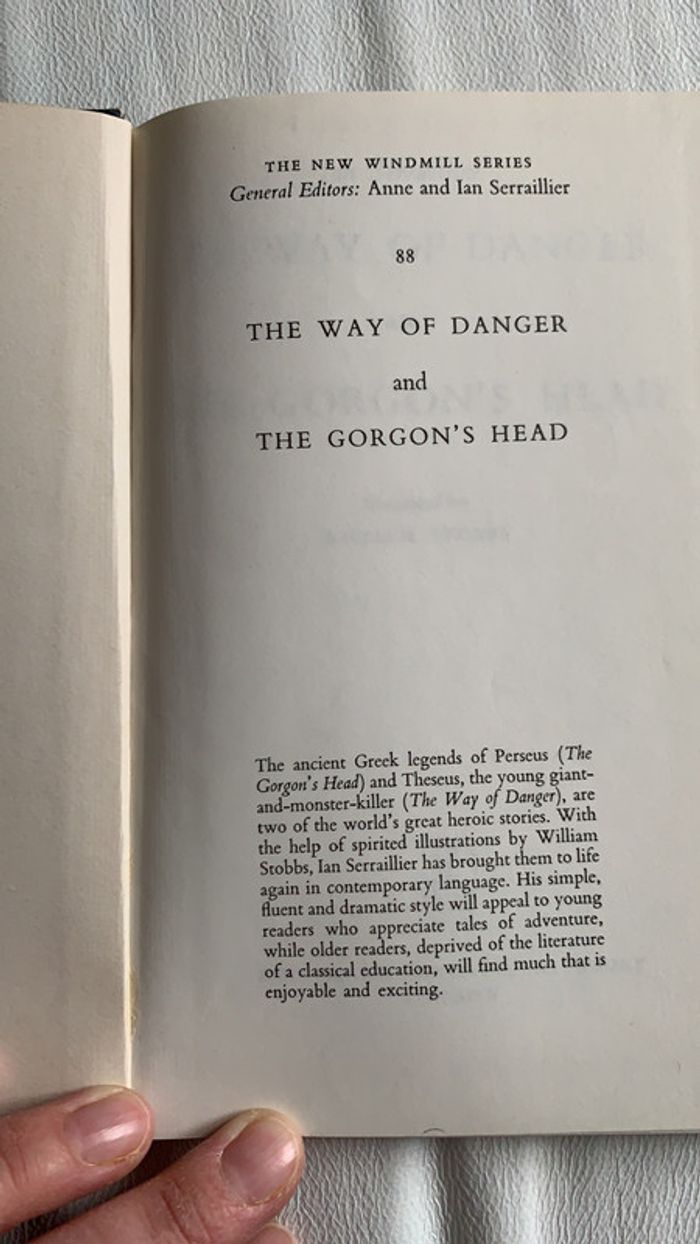 THE NEW WINDMILL SERIES
General Editors: Anne and Ian Serraillier
88
THE WAY OF DANGER
and
THE GORGON'S HEAD
The ancient Greek legends of Perseus (The
Gorgon's Head) and Theseus, the young giant-
and-monster-killer (The Way of Danger), are
two of the world's great heroic stories. With
the help of spirited illustrations by William
Stobbs, Ian Serraillier has brought them to life
again in contemporary language. His simple,
fluent and dramatic style will appeal to young
readers who appreciate tales of adventure,
while older readers, deprived of the literature
of a classical education, will find much that is
enjoyable and exciting.